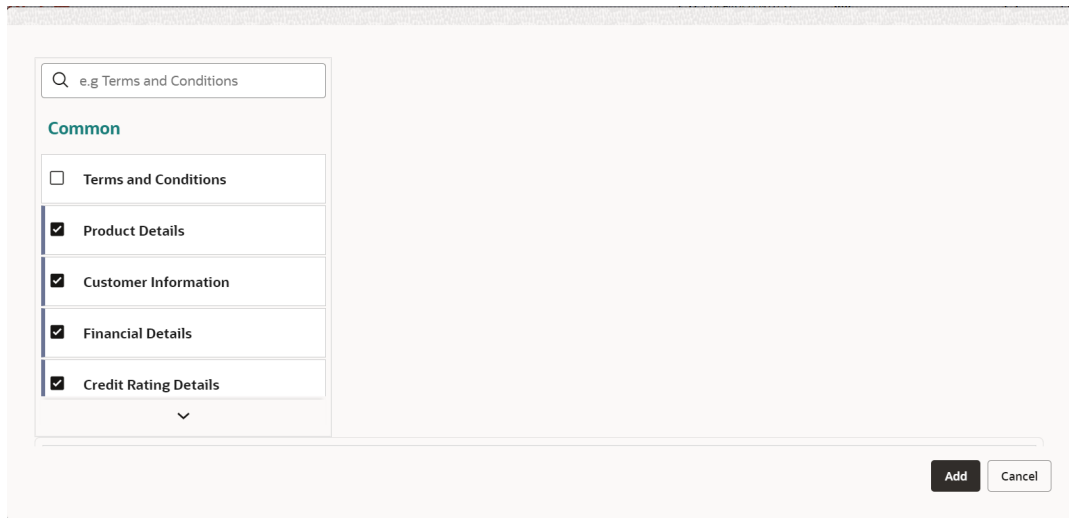 e.g Terms and Conditions
Common
Terms and Conditions
Product Details
Customer Information
Financial Details
Credit Rating Details
Add Cancel